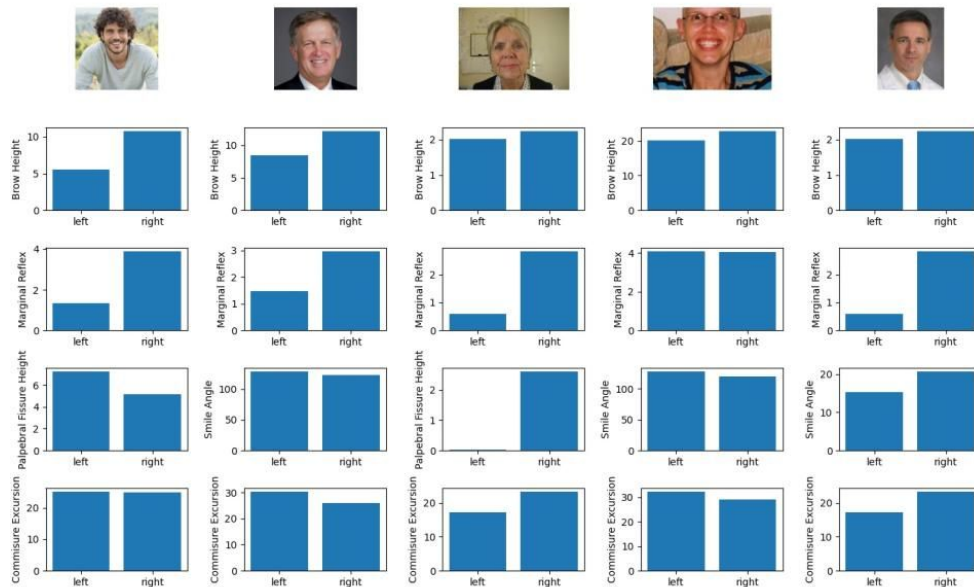 Brow Height
10
5
0
left right
Brow Height
10
5
0
left right
Brow Height
2
1
0
left right
Brow Height
20
10
0
left right
Brow Height
2
1
0
left right
Marginal Reflex
4
2
0
left right
Marginal Reflex
3
2
1
0
left right
Marginal Reflex
2
1
0
left right
Marginal Reflex
4
2
0
left right
Marginal Reflex
2
1
0
left right
Palpebral Fissure Height
6
4
2
0
left right
Smile Angle
100
50
0
left right
Palpebral Fissure Height
2
1
0
left right
Smile Angle
100
50
0
left right
Smile Angle
20
10
0
left right
Commisure Excursion
20
10
0
left right
Commisure Excursion
30
20
10
0
left right
Commisure Excursion
20
10
0
left right
Commisure Excursion
30
20
10
0
left right
Commisure Excursion
20
10
0
left right